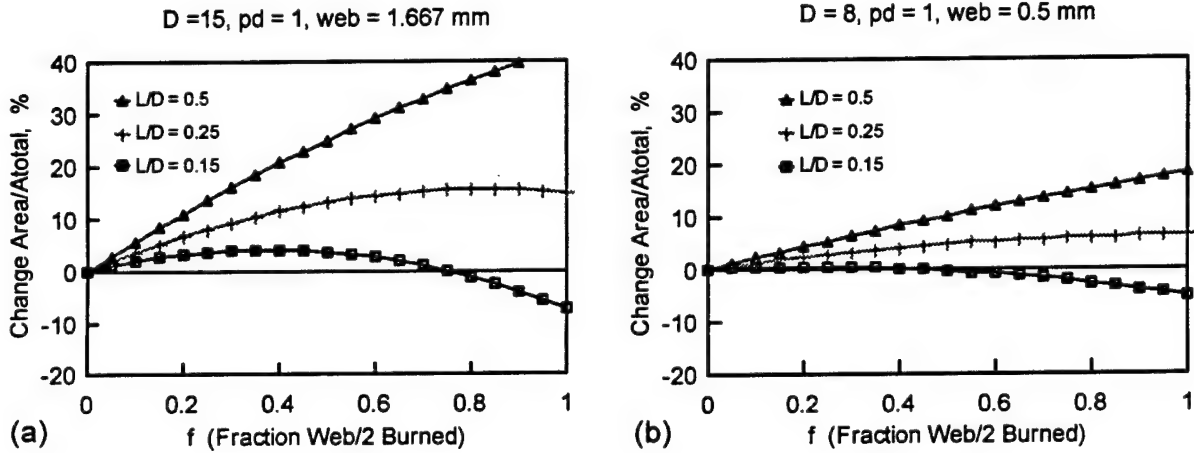 D =15, pd = 1, web = 1.667 mm
Change Area/Atotal, %
40
30
20
10
0
-10
-20
L/D = 0.5
L/D = 0.25
L/D = 0.15
0
0.2
0.4
0.6
0.8
1
(a)
f (Fraction Web/2 Burned)
D = 8, pd = 1, web = 0.5 mm
Change Area/Atotal, %
40
30
20
10
0
-10
-20
L/D = 0.5
L/D = 0.25
L/D = 0.15
0
0.2
0.4
0.6
0.8
1
(b)
f (Fraction Web/2 Burned)